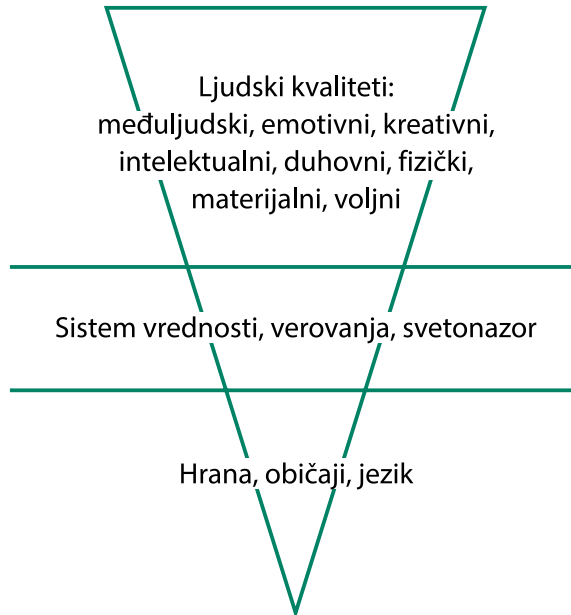 Ljudski kvaliteti:
međuljudski, emotivni, kreativni,
intelektualni, duhovni, fizički,
materijalni, voljni
Sistem vrednosti, verovanja, svetonazor
Hrana, običaji, jezik